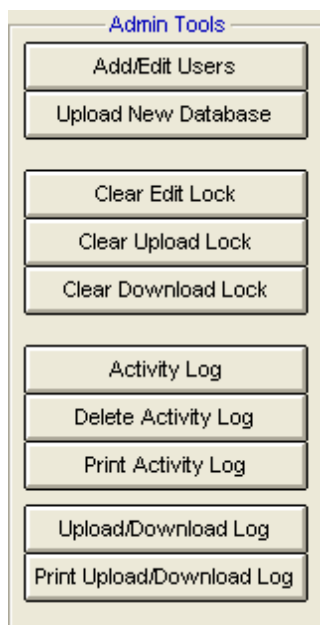 Admin Tools
Add/Edit Users
Upload New Database
Clear Edit Lock
Clear Upload Lock
Clear Download Lock
Activity Log
Delete Activity Log
Print Activity Log
Upload/Download Log
Print Upload/Download Log